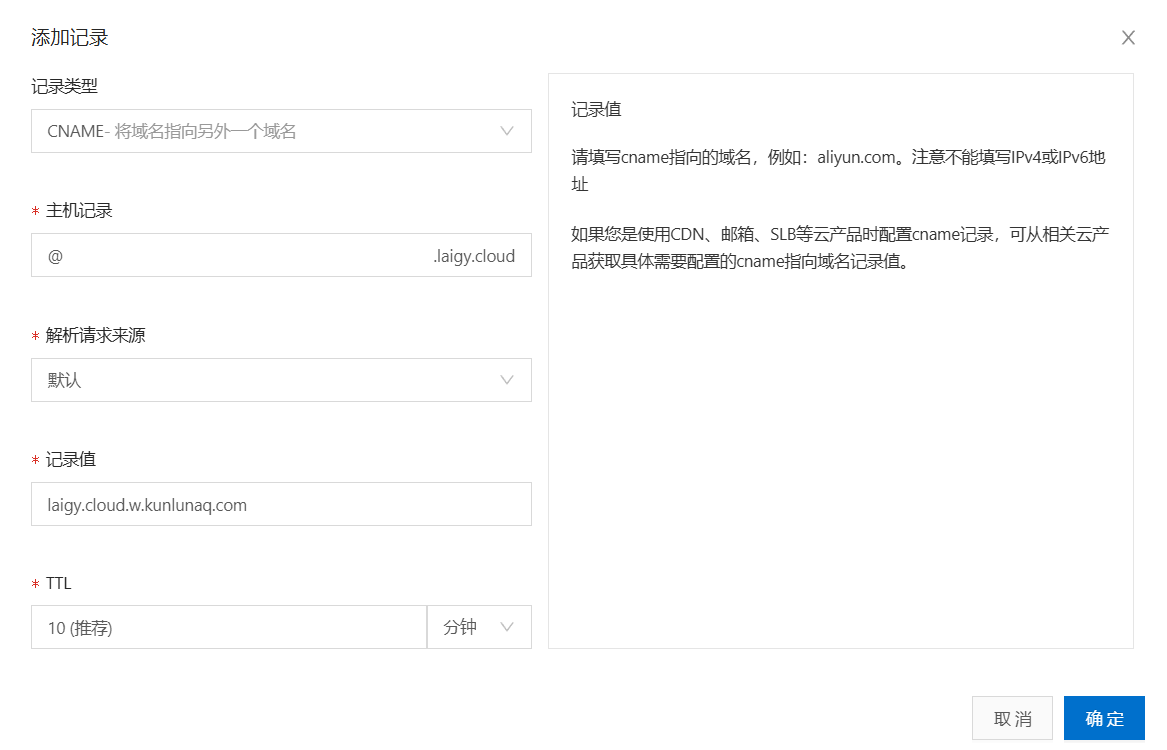 添加记录
记录类型
CNAME- 将域名指向另外一个域名
* 主机记录
@ .laigy.cloud
* 解析请求来源
默认
* 记录值
laigy.cloud.w.kunlunaq.com
* TTL
10 (推荐) 分钟
记录值
请填写cname指向的域名，例如：aliyun.com。注意不能填写IPv4或IPv6地
址
如果您是使用CDN、邮箱、SLB等云产品时配置cname记录，可从相关云产
品获取具体需要配置的cname指向域名记录值。
取 消
确 定